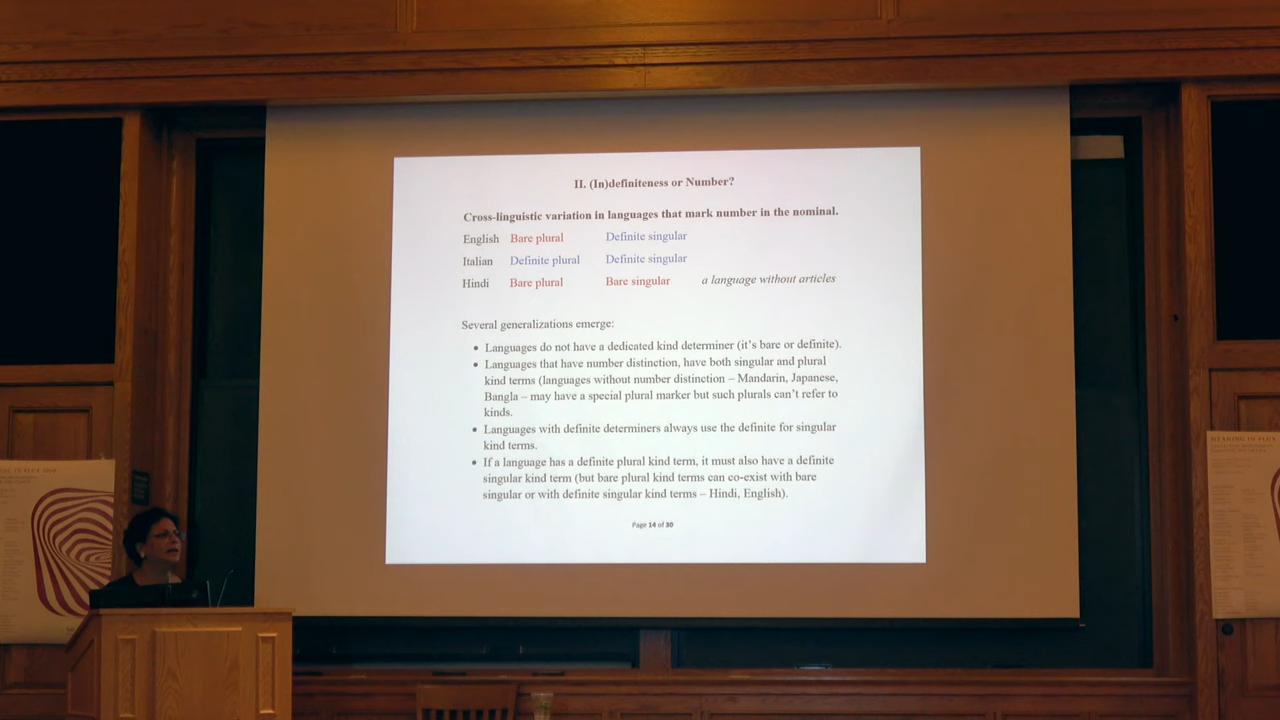 II. (In)definiteness or Number?
Cross-linguistic variation in languages that mark number in the nominal.
English Bare plural Definite singular
Italian Definite plural Definite singular
Hindi Bare plural Bare singular a language without articles
Several generalizations emerge:
• Languages do not have a dedicated kind determiner (it's bare or definite).
• Languages that have number distinction, have both singular and plural
kind terms (languages without number distinction – Mandarin, Japanese,
Bangla – may have a special plural marker but such plurals can't refer to
kinds.
• Languages with definite determiners always use the definite for singular
kind terms.
• If a language has a definite plural kind term, it must also have a definite
singular kind term (but bare plural kind terms can co-exist with bare
singular or with definite singular kind terms – Hindi, English).
Page 14 of 30
MEANING IN FLUX